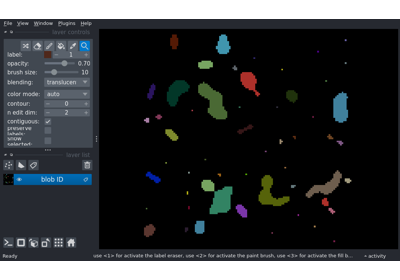 File View Window Plugins Help
layer controls
label: 1
opacity: 0.70
brush size: 10
blending: translucen
color mode: auto
contour: 0
n edit dim: 2
contiguous:
preserve
labels:
show
selected:
layer list
blob ID
Ready use <1> for activate the label eraser, use <2> for activate the paint brush, use <3> for activate the fill b... activity